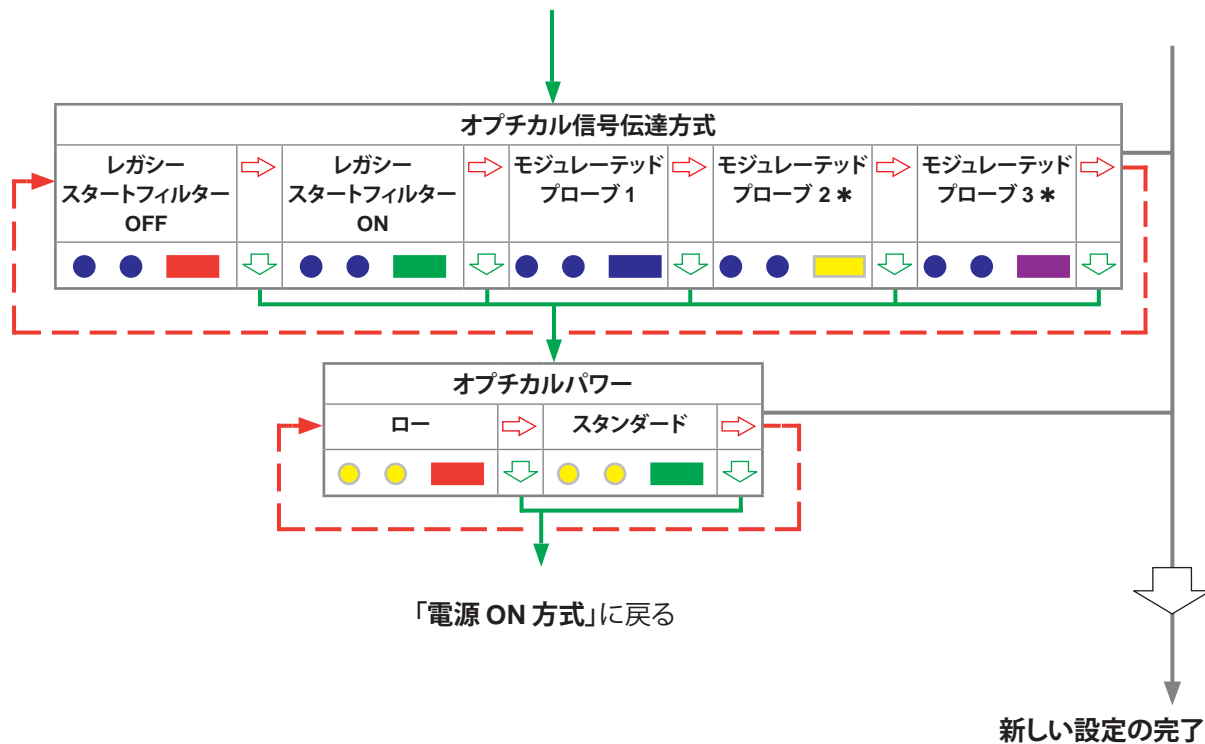 オプチカル信号伝達方式
レガシー
スタートフィルター
OFF
レガシー
スタートフィルター
ON
モジュレーテッド
プローブ 1
モジュレーテッド
プローブ 2 *
モジュレーテッド
プローブ 3 *
オプチカルパワー
ロー
スタンダード
「電源 ON 方式」に戻る
新しい設定の完了